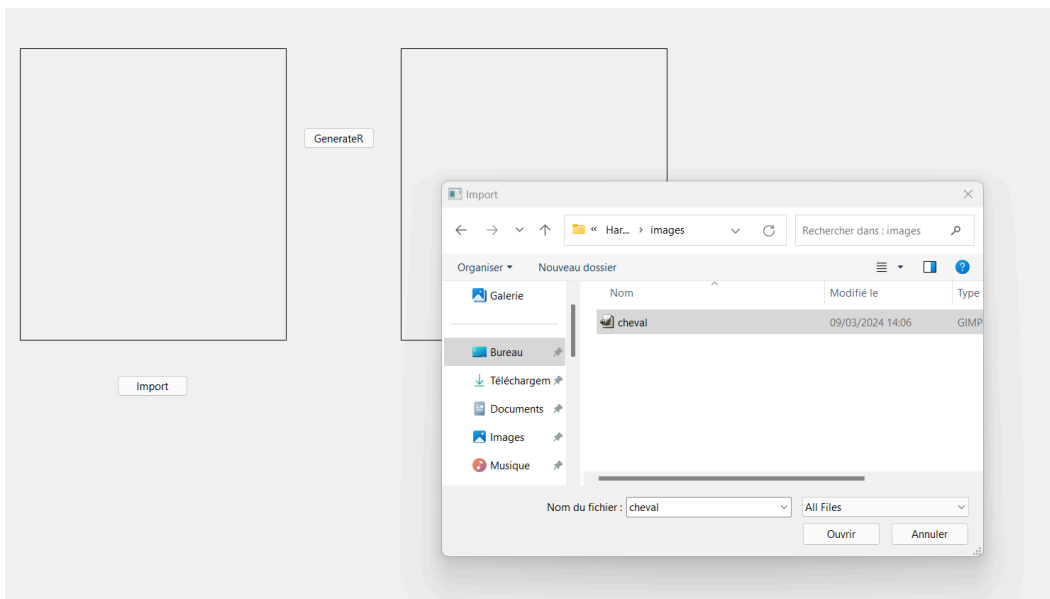 GenerateR
Import
Import
« Har... > images
Rechercher dans : images
Organiser
Nouveau dossier
Galerie
Bureau
Téléchargem
Documents
Images
Musique
Nom
Modifié le
Type
cheval
09/03/2024 14:06
GIMP
Nom du fichier :
cheval
All Files
Ouvrir
Annuler